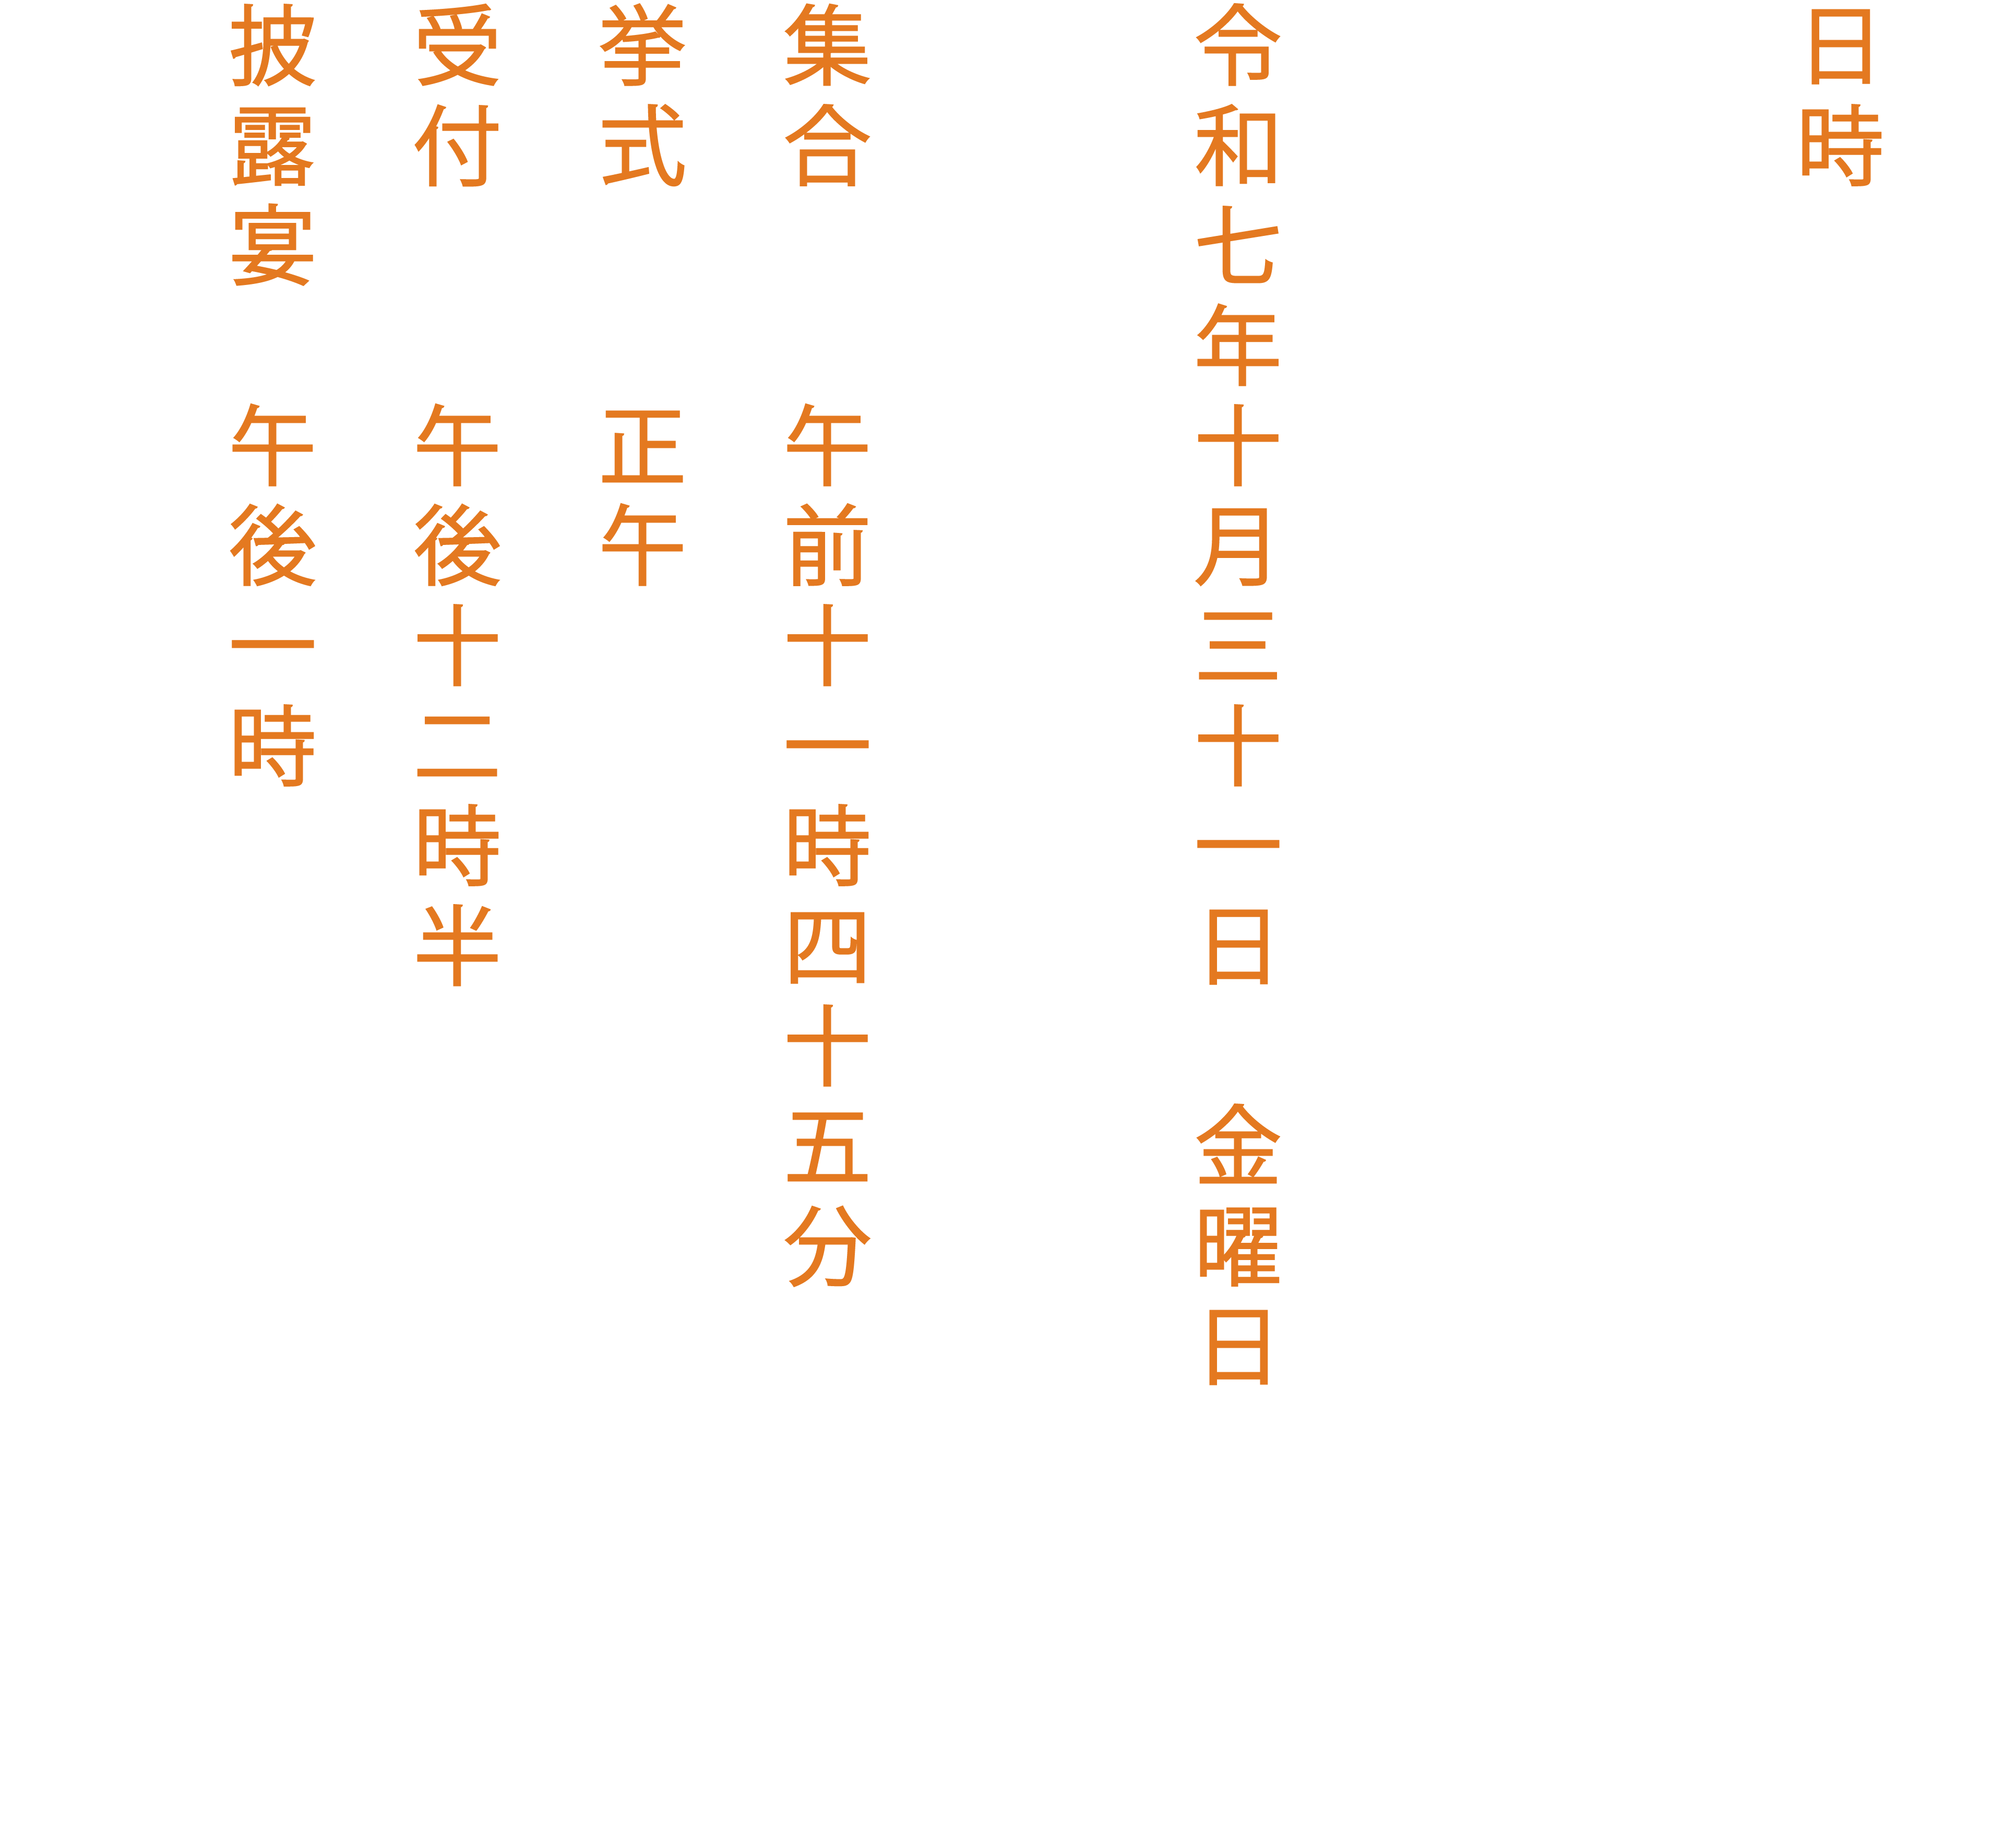 日時
令和七年十月三十一日　金曜日
集合　　午前十一時四十五分
挙式　　正午
受付　　午後十二時半
披露宴　午後一時